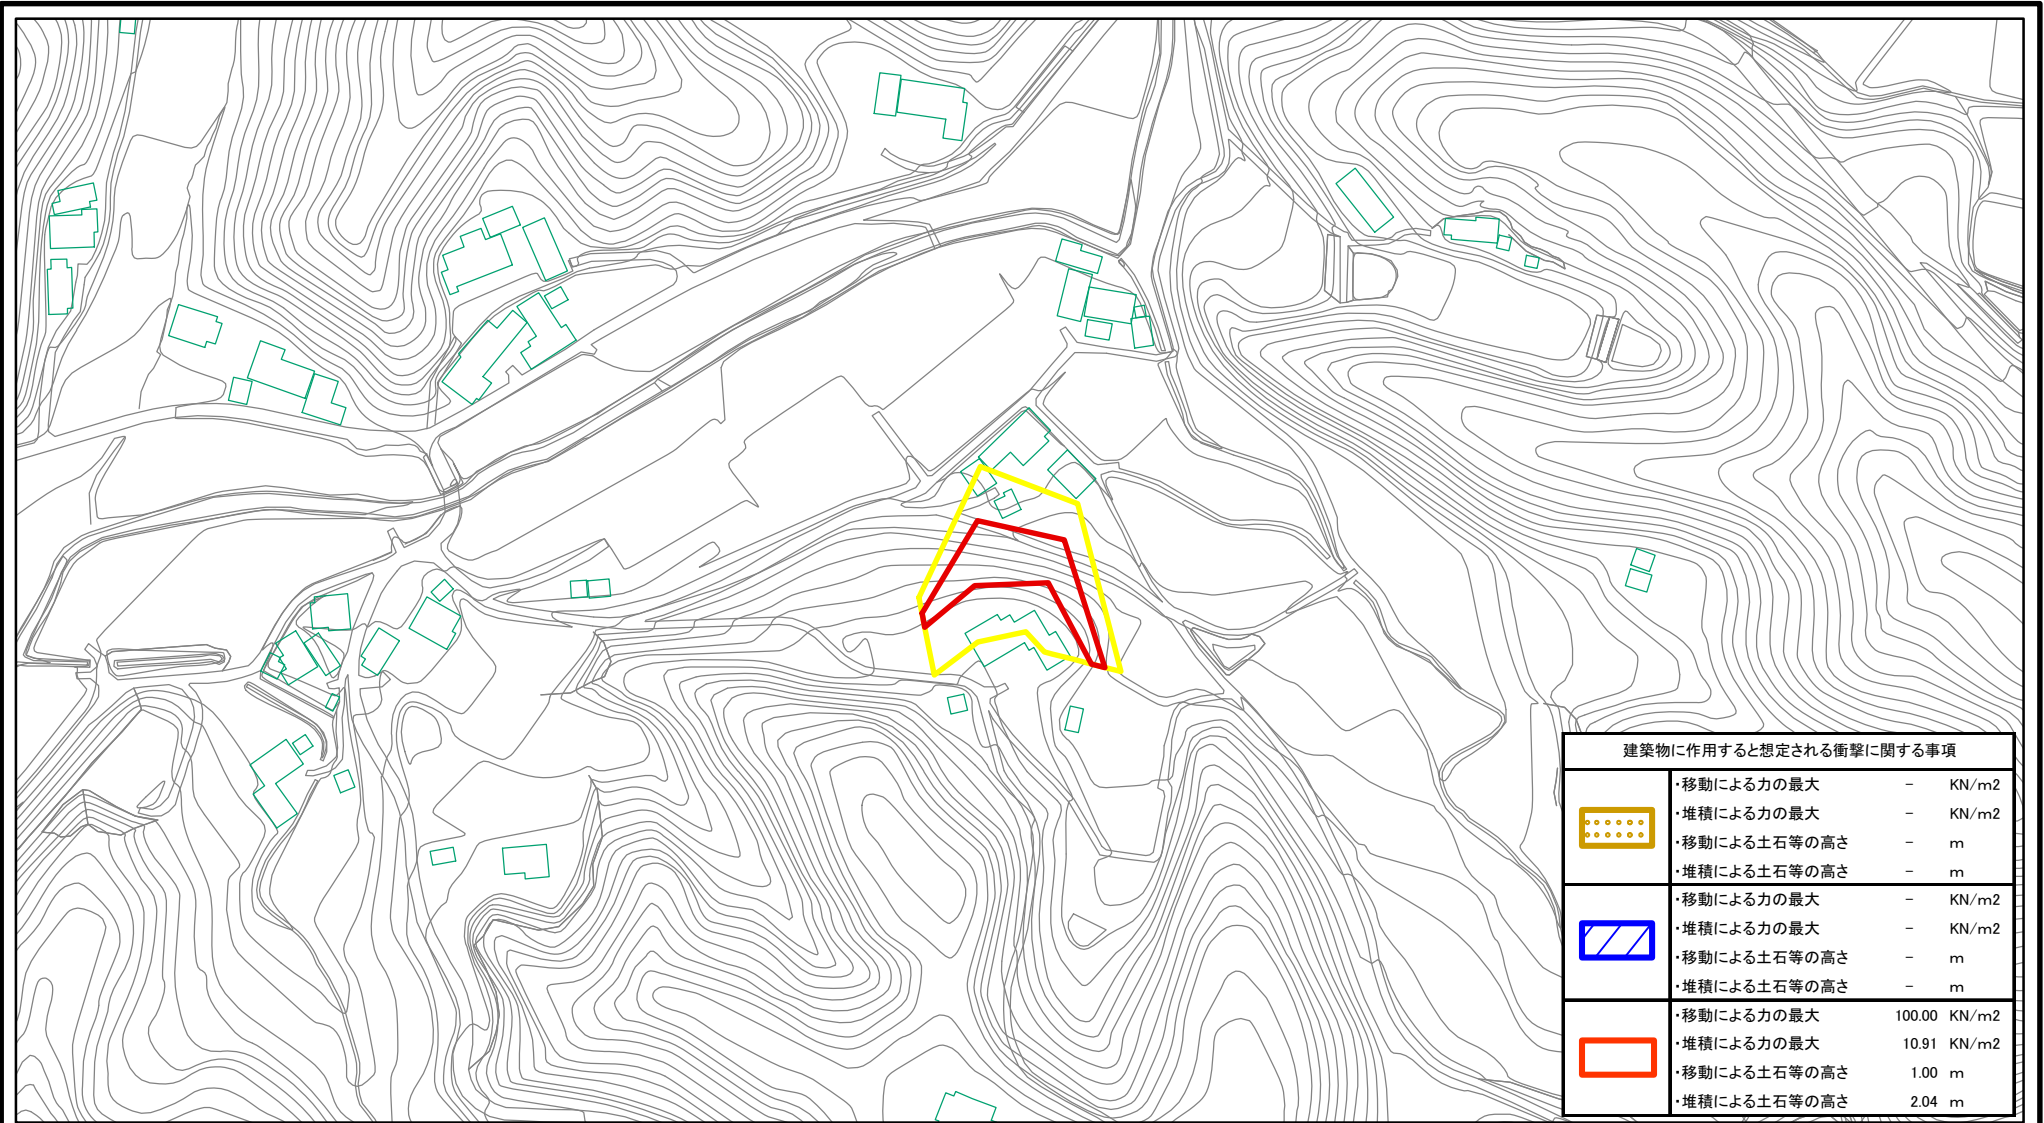 建築物に作用すると想定される衝撃に関する事項
・移動による力の最大 - KN/m2
・堆積による力の最大 - KN/m2
・移動による土石等の高さ - m
・堆積による土石等の高さ - m
・移動による力の最大 - KN/m2
・堆積による力の最大 - KN/m2
・移動による土石等の高さ - m
・堆積による土石等の高さ - m
・移動による力の最大 100.00 KN/m2
・堆積による力の最大 10.91 KN/m2
・移動による土石等の高さ 1.00 m
・堆積による土石等の高さ 2.04 m